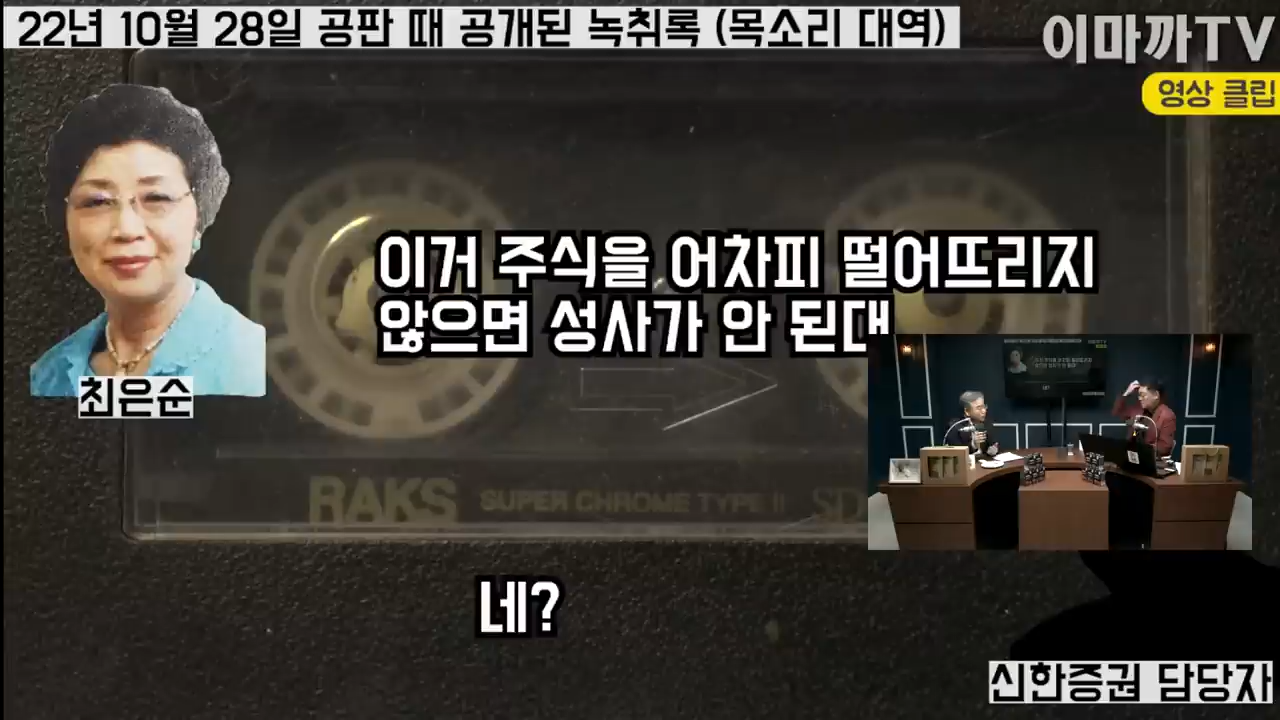 22년 10월 28일 공판 때 공개된 녹취록 (목소리 대역)
이마까TV
영상 클립
이거 주식을 어차피 떨어뜨리지
않으면 성사가 안 된대
최은순
RAKS SUPER CHROME TYPE II SD
네?
신한증권 담당자